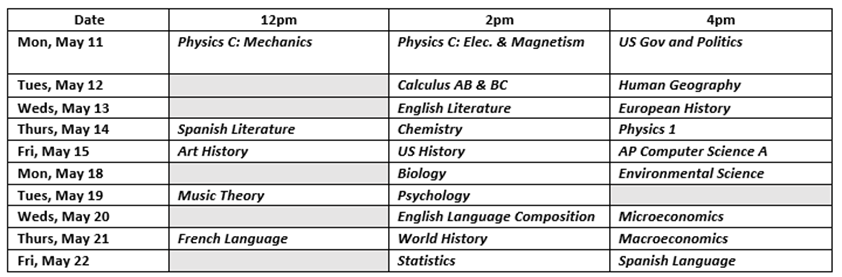 Date 12pm 2pm 4pm
Mon, May 11 Physics C: Mechanics Physics C: Elec. & Magnetism US Gov and Politics
Tues, May 12 Calculus AB & BC Human Geography
Weds, May 13 English Literature European History
Thurs, May 14 Spanish Literature Chemistry Physics 1
Fri, May 15 Art History US History AP Computer Science A
Mon, May 18 Biology Environmental Science
Tues, May 19 Music Theory Psychology
Weds, May 20 English Language Composition Microeconomics
Thurs, May 21 French Language World History Macroeconomics
Fri, May 22 Statistics Spanish Language